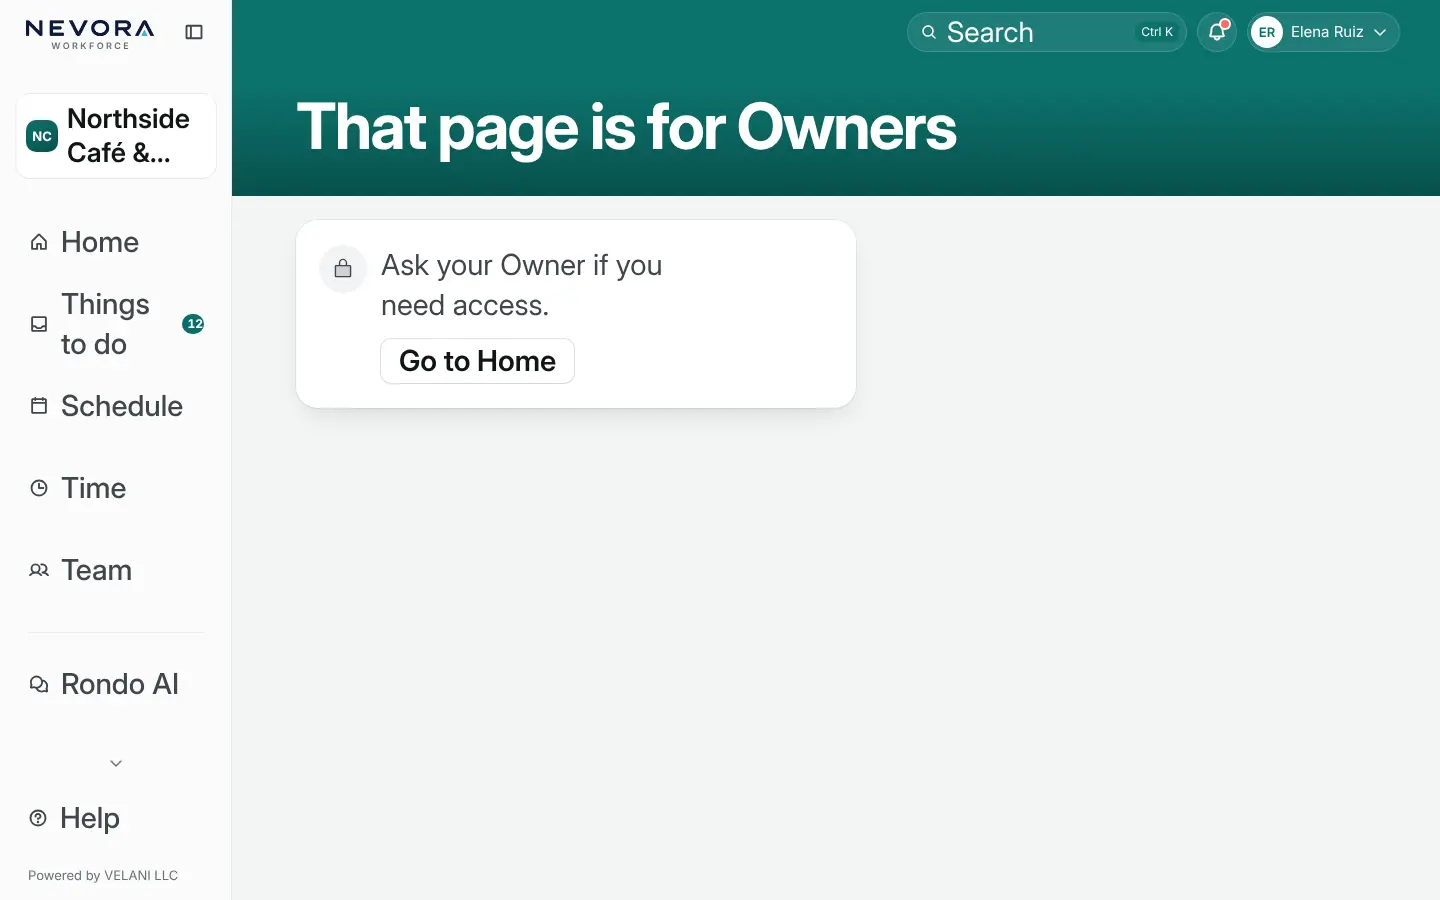 NEVORA
WORKFORCE
Search
Ctrl K
ER
Elena Ruiz
NC
Northside
Café &...
That page is for Owners
Home
Things
to do
12
Schedule
Time
Team
Rondo AI
Help
Powered by VELANI LLC
Ask your Owner if you
need access.
Go to Home